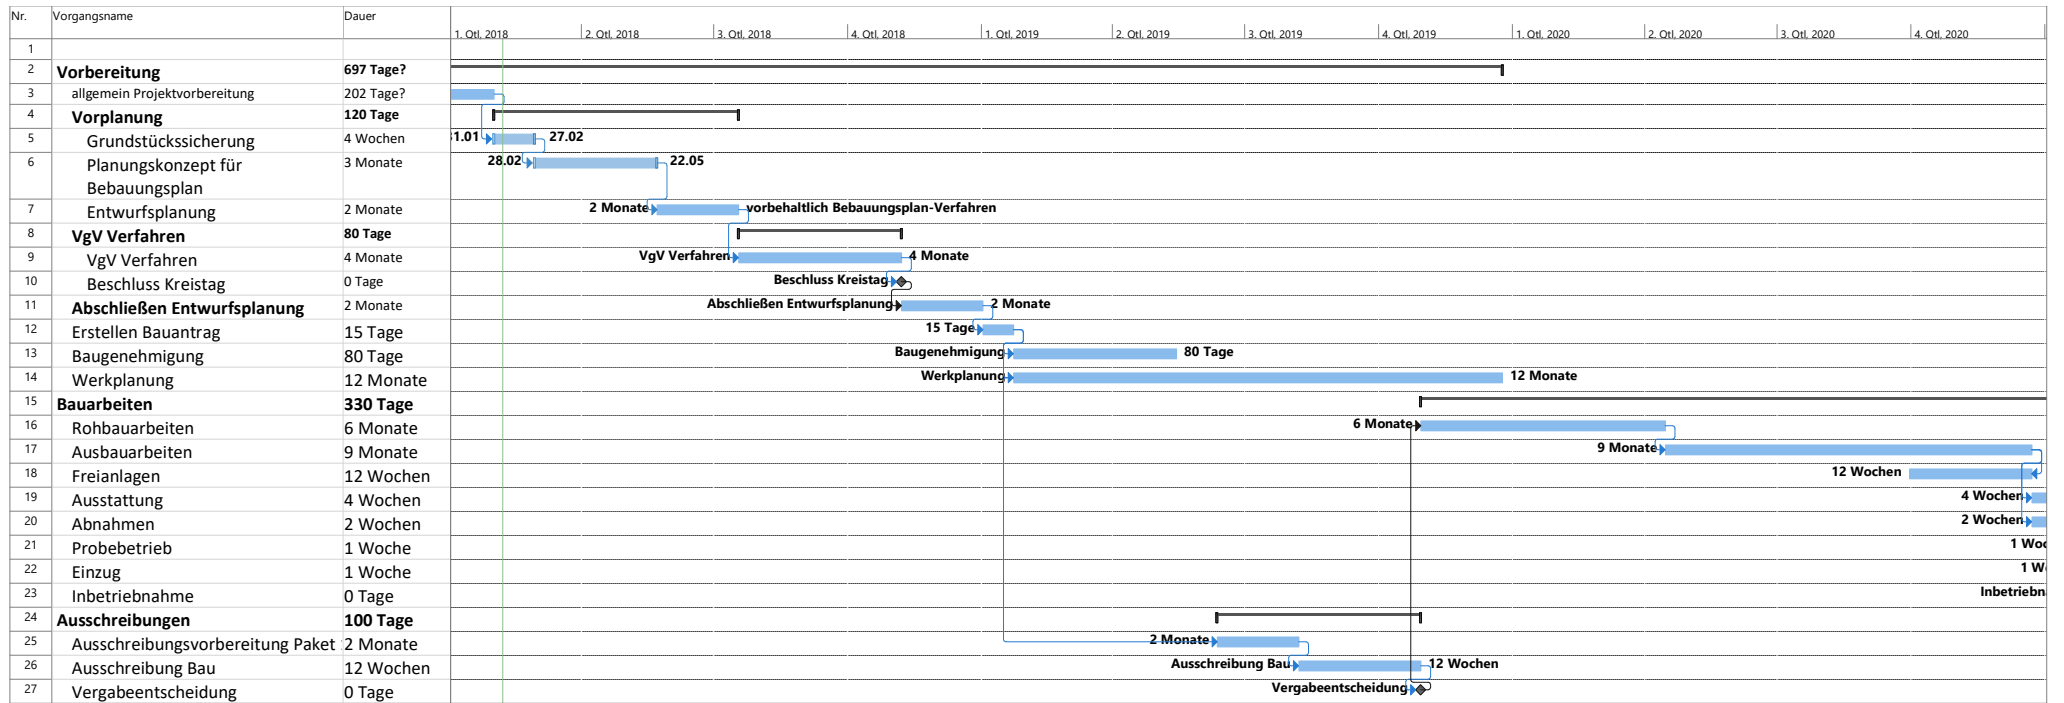 Nr. Vorgangsname Dauer
1. Qtl, 2018 2. Qtl, 2018 3. Qtl, 2018 4. Qtl, 2018 1. Qtl, 2019 2. Qtl, 2019 3. Qtl, 2019 4. Qtl, 2019 1. Qtl, 2020 2. Qtl, 2020 3. Qtl, 2020 4. Qtl, 2020
1
2 Vorbereitung 697 Tage?
3 allgemein Projektvorbereitung 202 Tage?
4 Vorplanung 120 Tage
5 Grundstückssicherung 4 Wochen 31.01 27.02
6 Planungskonzept für 3 Monate 28.02 22.05
Bebauungsplan
7 Entwurfsplanung 2 Monate 2 Monate vorbehaltlich Bebauungsplan-Verfahren
8 VgV Verfahren 80 Tage
9 VgV Verfahren 4 Monate VgV Verfahren 4 Monate
10 Beschluss Kreistag 0 Tage Beschluss Kreistag
11 Abschließen Entwurfsplanung 2 Monate Abschließen Entwurfsplanung 2 Monate
12 Erstellen Bauantrag 15 Tage 15 Tage
13 Baugenehmigung 80 Tage Baugenehmigung 80 Tage
14 Werkplanung 12 Monate Werkplanung 12 Monate
15 Bauarbeiten 330 Tage
16 Rohbauarbeiten 6 Monate 6 Monate
17 Ausbauarbeiten 9 Monate 9 Monate
18 Freianlagen 12 Wochen 12 Wochen
19 Ausstattung 4 Wochen 4 Wochen
20 Abnahmen 2 Wochen 2 Wochen
21 Probebetrieb 1 Woche 1 Woc
22 Einzug 1 Woche 1 W
23 Inbetriebnahme 0 Tage Inbetriebn
24 Ausschreibungen 100 Tage
25 Ausschreibungsvorbereitung Paket 2 Monate 2 Monate
26 Ausschreibung Bau 12 Wochen Ausschreibung Bau 12 Wochen
27 Vergabeentscheidung 0 Tage Vergabeentscheidung